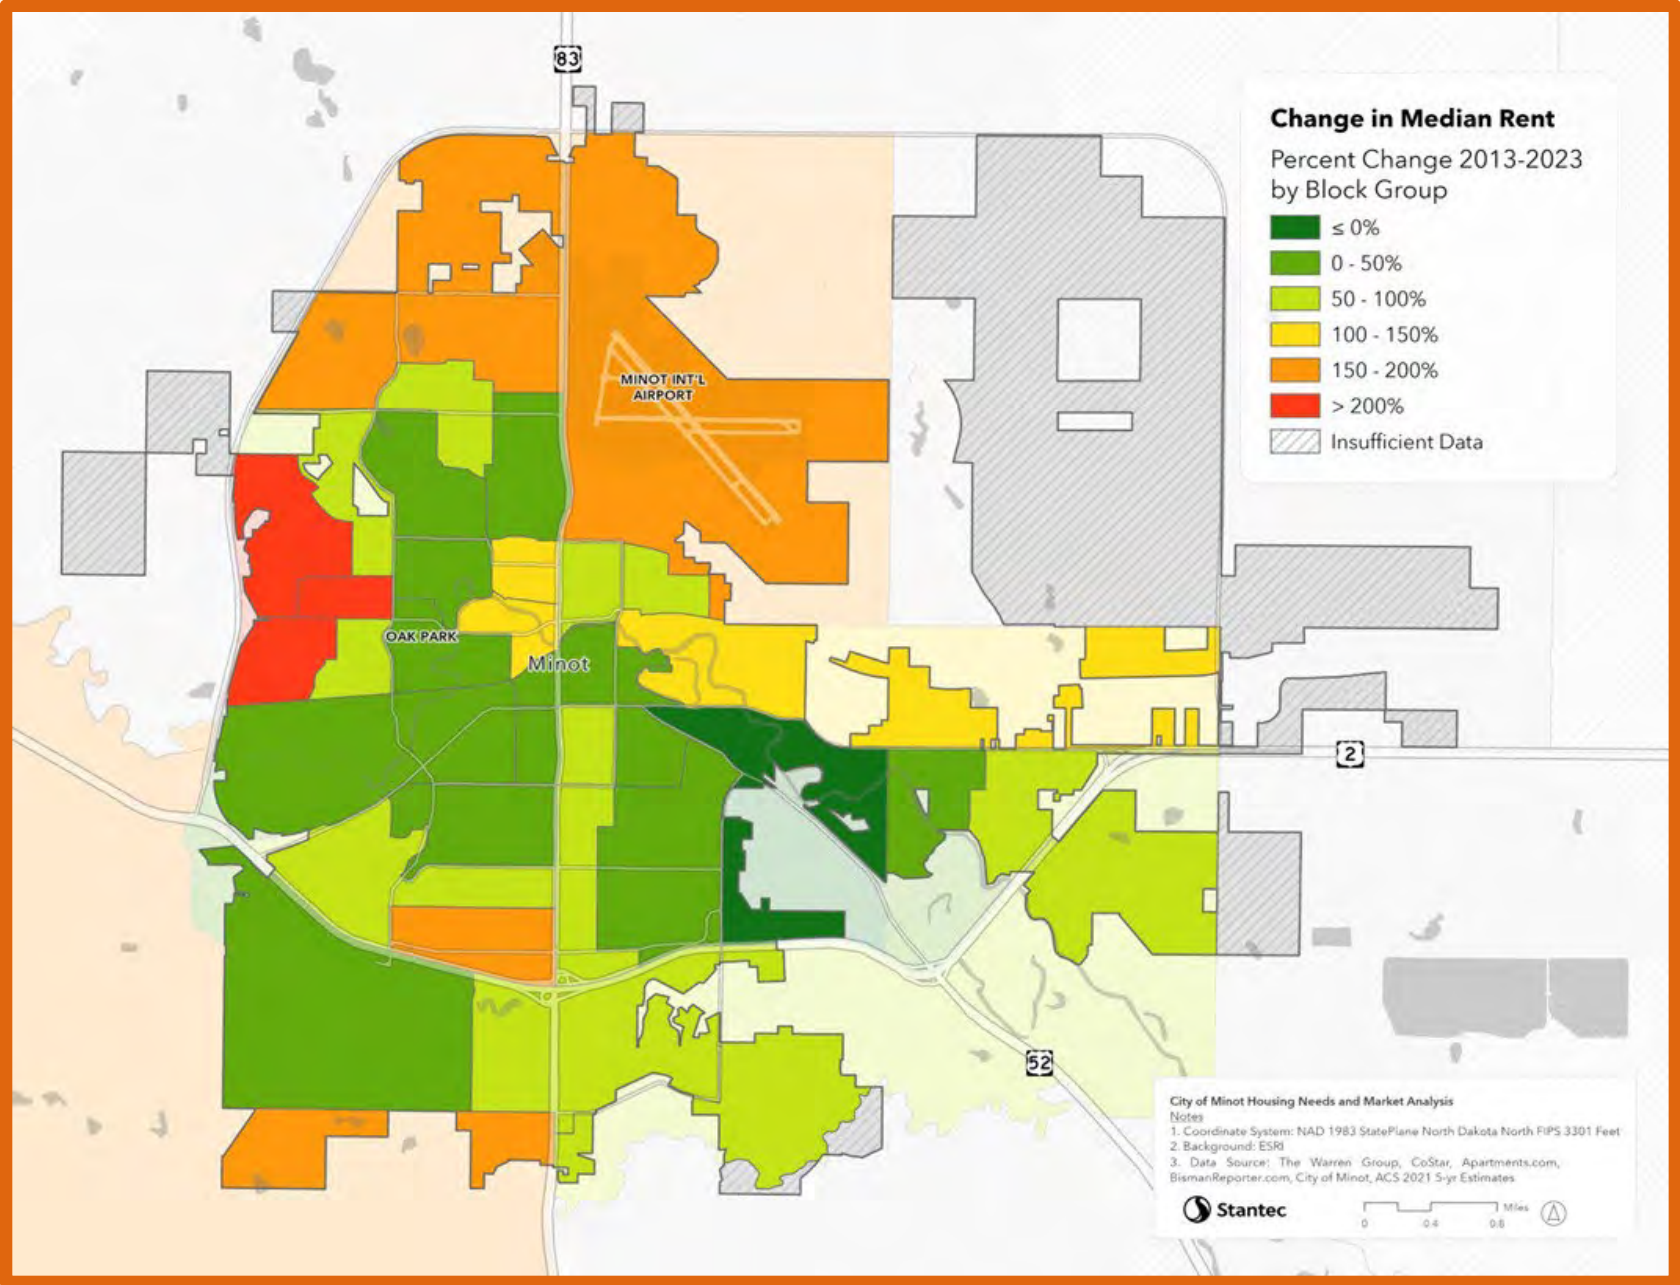 83
Change in Median Rent
Percent Change 2013-2023
by Block Group
≤ 0%
0 - 50%
50 - 100%
100 - 150%
150 - 200%
> 200%
Insufficient Data
MINOT INT'L
AIRPORT
OAK PARK
Minot
2
52
City of Minot Housing Needs and Market Analysis
Notes
1. Coordinate System: NAD 1983 StatePlane North Dakota North FIPS 3301 Feet
2. Background: ESRI
3. Data Source: The Warren Group, CoStar, Apartments.com,
BismanReporter.com, City of Minot, ACS 2021 5-yr Estimates
Stantec
Miles
0 0.4 0.8